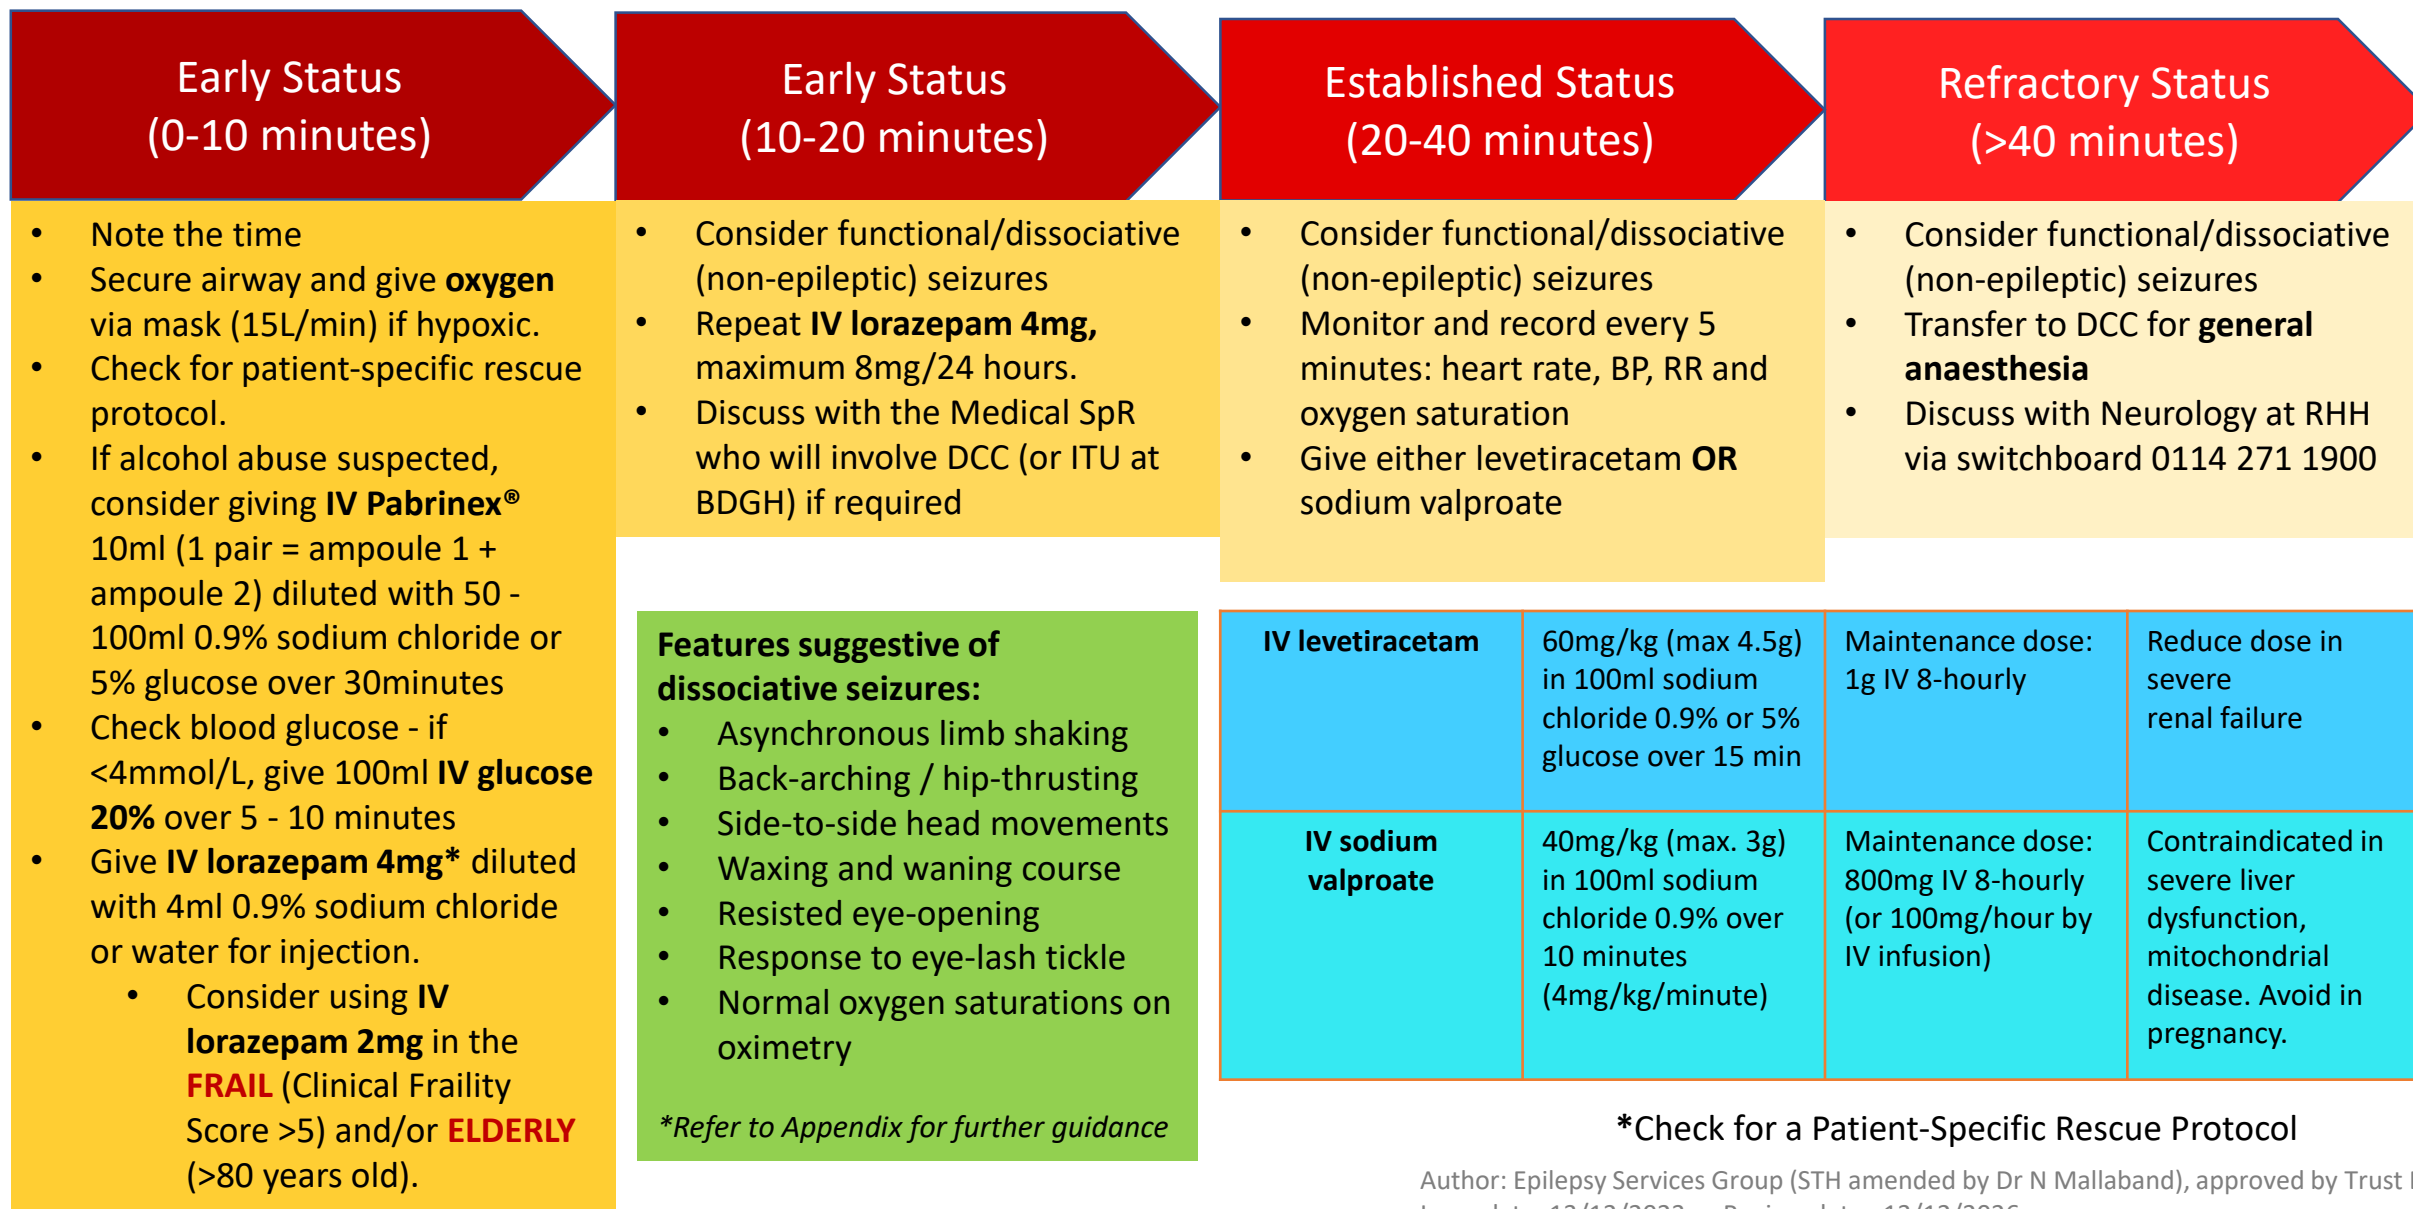 Early Status
(0-10 minutes)
• Note the time
• Secure airway and give oxygen
via mask (15L/min) if hypoxic.
• Check for patient-specific rescue
protocol.
• If alcohol abuse suspected,
consider giving IV Pabrinex®
10ml (1 pair = ampoule 1 +
ampoule 2) diluted with 50 -
100ml 0.9% sodium chloride or
5% glucose over 30minutes
• Check blood glucose - if
<4mmol/L, give 100ml IV glucose
20% over 5 - 10 minutes
• Give IV lorazepam 4mg* diluted
with 4ml 0.9% sodium chloride
or water for injection.
• Consider using IV
lorazepam 2mg in the
FRAIL (Clinical Fraility
Score >5) and/or ELDERLY
(>80 years old).
Early Status
(10-20 minutes)
• Consider functional/dissociative
(non-epileptic) seizures
• Repeat IV lorazepam 4mg,
maximum 8mg/24 hours.
• Discuss with the Medical SpR
who will involve DCC (or ITU at
BDGH) if required
Features suggestive of
dissociative seizures:
• Asynchronous limb shaking
• Back-arching / hip-thrusting
• Side-to-side head movements
• Waxing and waning course
• Resisted eye-opening
• Response to eye-lash tickle
• Normal oxygen saturations on
oximetry
*Refer to Appendix for further guidance
Established Status
(20-40 minutes)
• Consider functional/dissociative
(non-epileptic) seizures
• Monitor and record every 5
minutes: heart rate, BP, RR and
oxygen saturation
• Give either levetiracetam OR
sodium valproate
Refractory Status
(>40 minutes)
• Consider functional/dissociative
(non-epileptic) seizures
• Transfer to DCC for general
anaesthesia
• Discuss with Neurology at RHH
via switchboard 0114 271 1900
IV levetiracetam
60mg/kg (max 4.5g)
in 100ml sodium
chloride 0.9% or 5%
glucose over 15 min
Maintenance dose:
1g IV 8-hourly
Reduce dose in
severe
renal failure
IV sodium
valproate
40mg/kg (max. 3g)
in 100ml sodium
chloride 0.9% over
10 minutes
(4mg/kg/minute)
Maintenance dose:
800mg IV 8-hourly
(or 100mg/hour by
IV infusion)
Contraindicated in
severe liver
dysfunction,
mitochondrial
disease. Avoid in
pregnancy.
*Check for a Patient-Specific Rescue Protocol
Author: Epilepsy Services Group (STH amended by Dr N Mallaband), approved by Trust